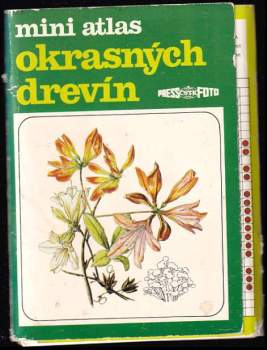 mini atlas
okrasných
drevín
PRESSFOTO